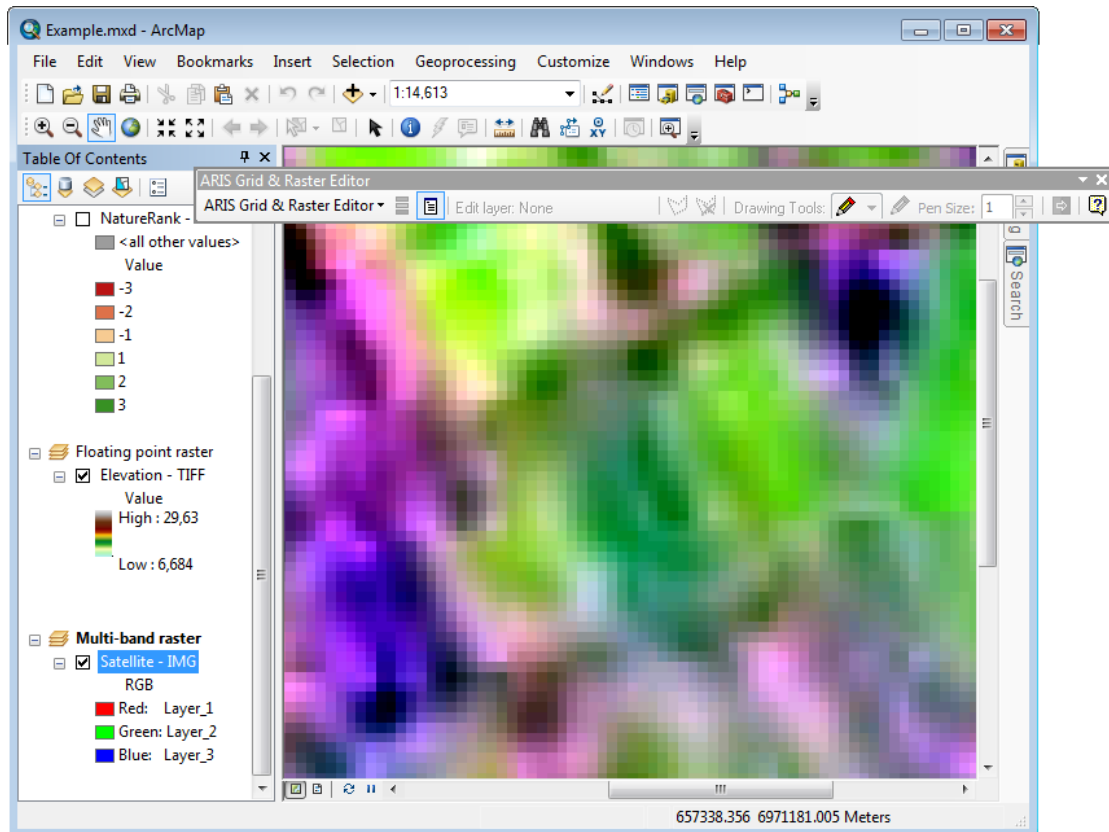 Example.mxd - ArcMap
File Edit View Bookmarks Insert Selection Geoprocessing Customize Windows Help
1:14,613
XY
Table Of Contents
ARIS Grid & Raster Editor
ARIS Grid & Raster Editor Edit layer: None Drawing Tools: Pen Size: 1
NatureRank -
<all other values>
Value
-3
-2
-1
1
2
3
Search
Floating point raster
Elevation - TIFF
Value
High : 29,63
Low : 6,684
Multi-band raster
Satellite - IMG
RGB
Red: Layer_1
Green: Layer_2
Blue: Layer_3
657338.356 6971181.005 Meters